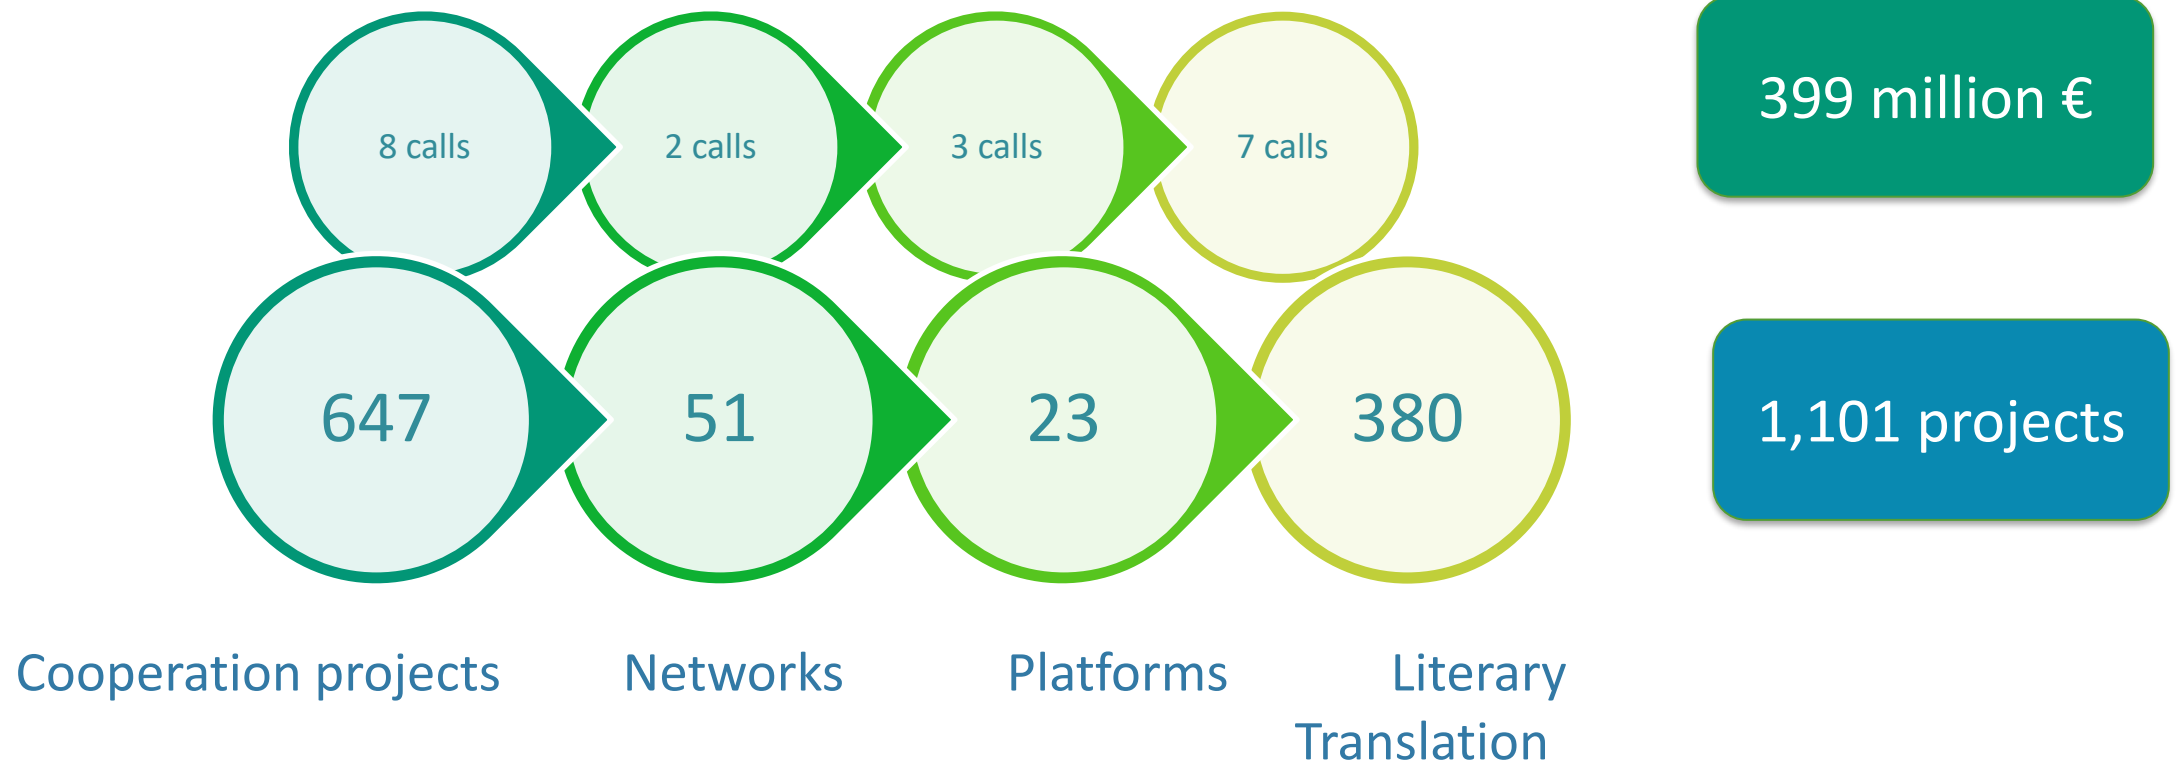 8 calls
2 calls
3 calls
7 calls
399 million €
647
51
23
380
1,101 projects
Cooperation projects
Networks
Platforms
Literary
Translation